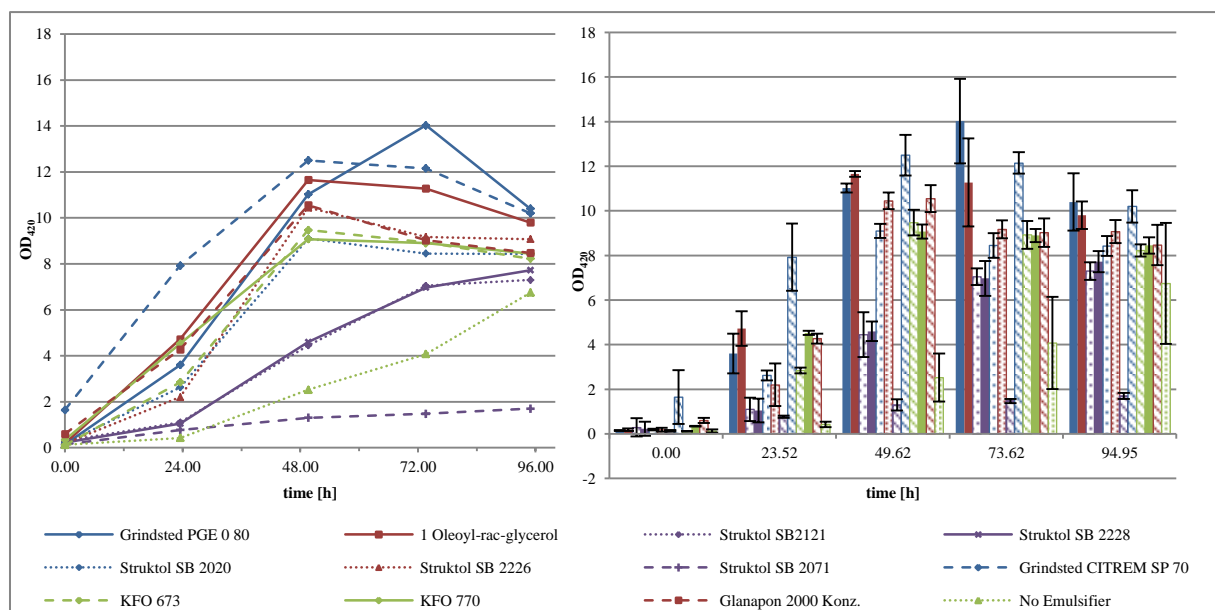 18
16
14
12
10
8
6
4
2
0
OD420
0.00 24.00 48.00 72.00 96.00
time [h]
18
16
14
12
10
8
6
4
2
0
-2
OD420
0.00 23.52 49.62 73.62 94.95
time [h]
Grindsted PGE 0 80 1 Oleoyl-rac-glycerol Struktol SB2121 Struktol SB 2228
Struktol SB 2020 Struktol SB 2226 Struktol SB 2071 Grindsted CITREM SP 70
KFO 673 KFO 770 Glanapon 2000 Konz. No Emulsifier